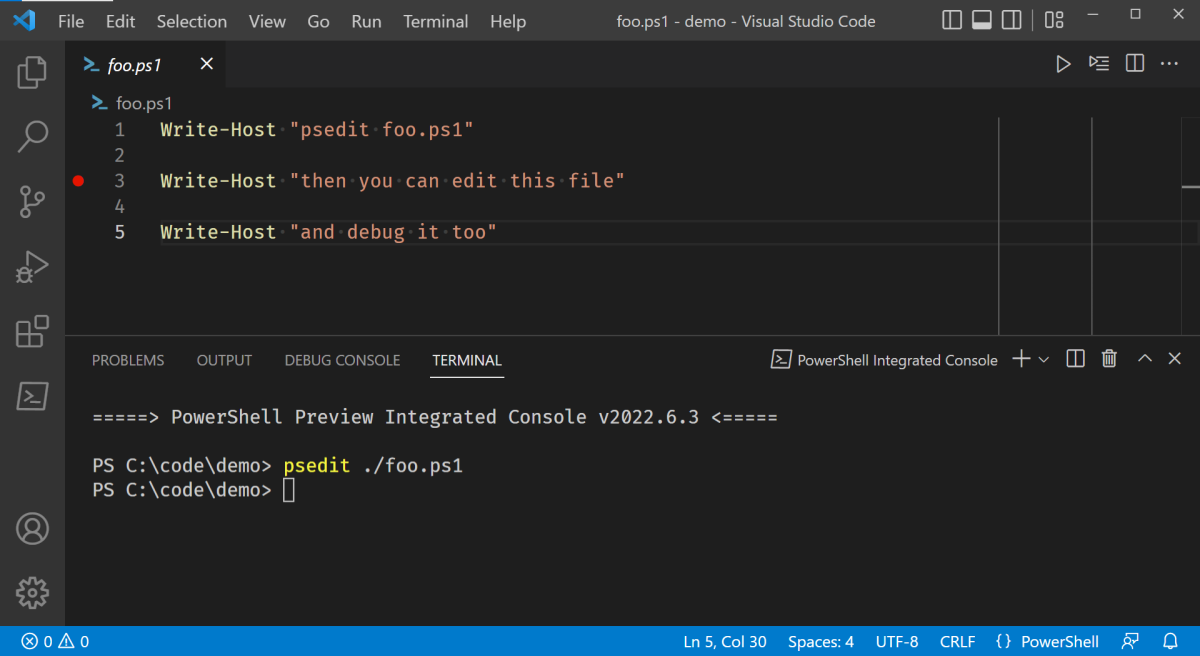 File Edit Selection View Go Run Terminal Help foo.ps1 - demo - Visual Studio Code
foo.ps1
foo.ps1
1 Write-Host "psedit foo.ps1"
2
3 Write-Host "then you can edit this file"
4
5 Write-Host "and debug it too"
PROBLEMS OUTPUT DEBUG CONSOLE TERMINAL PowerShell Integrated Console
=====> PowerShell Preview Integrated Console v2022.6.3 <=====
PS C:\code\demo> psedit ./foo.ps1
PS C:\code\demo>
0 0 Ln 5, Col 30 Spaces: 4 UTF-8 CRLF {} PowerShell